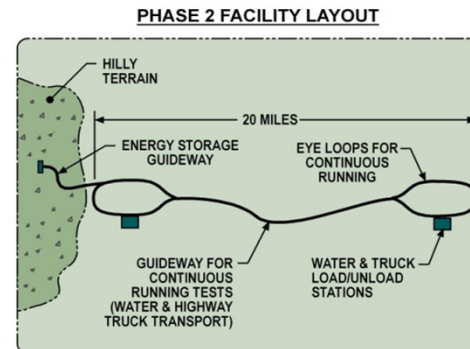 PHASE 2 FACILITY LAYOUT
HILLY
TERRAIN
20 MILES
ENERGY STORAGE
GUIDEWAY
EYE LOOPS FOR
CONTINUOUS
RUNNING
GUIDEWAY FOR
CONTINUOUS
RUNNING TESTS
(WATER & HIGHWAY
TRUCK TRANSPORT)
WATER & TRUCK
LOAD/UNLOAD
STATIONS